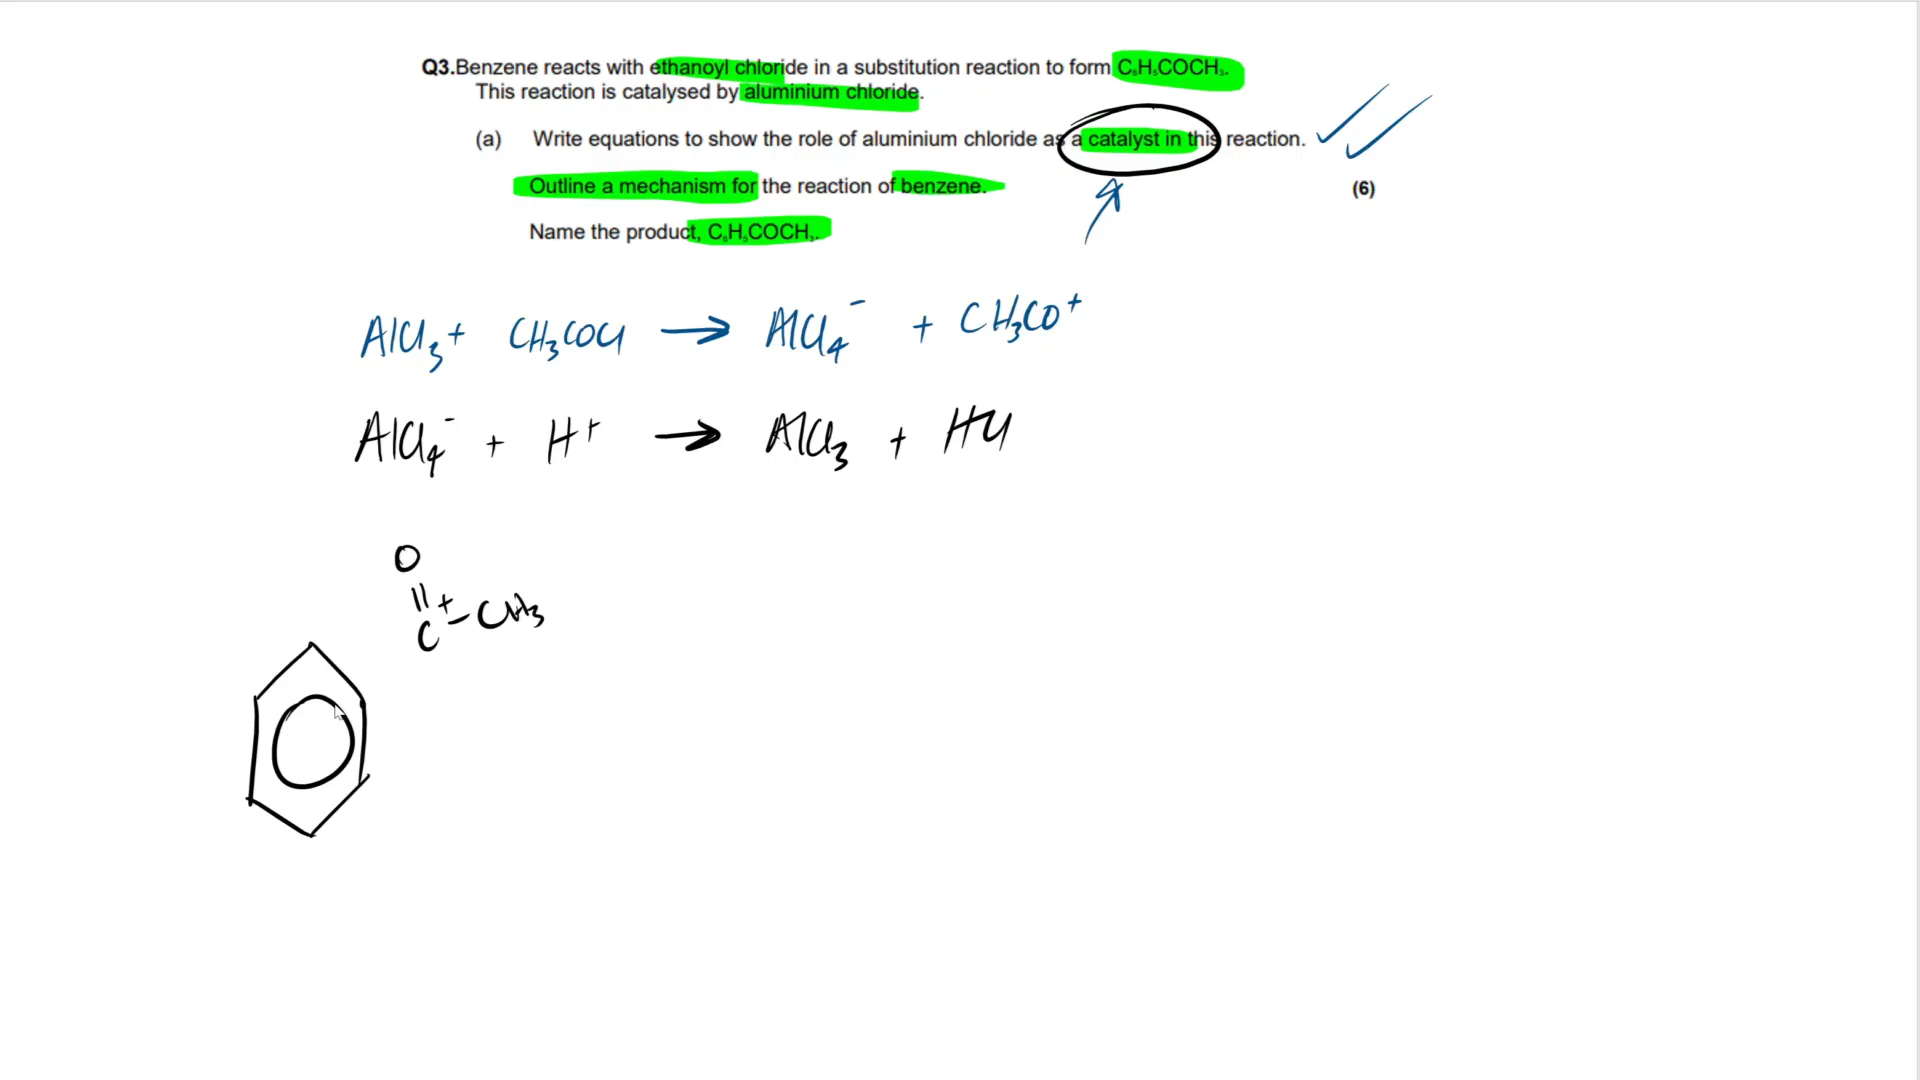 Q3.Benzene reacts with ethanoyl chloride in a substitution reaction to form C₆H₅COCH₃.
This reaction is catalysed by aluminium chloride.
(a) Write equations to show the role of aluminium chloride as a catalyst in this reaction.
Outline a mechanism for the reaction of benzene. (6)
Name the product, C₆H₅COCH₃.
AlCl₃ + CH₃COCl → AlCl₄⁻ + CH₃CO⁺
AlCl₄⁻ + H⁺ → AlCl₃ + HCl
O
|| +
C – CH₃